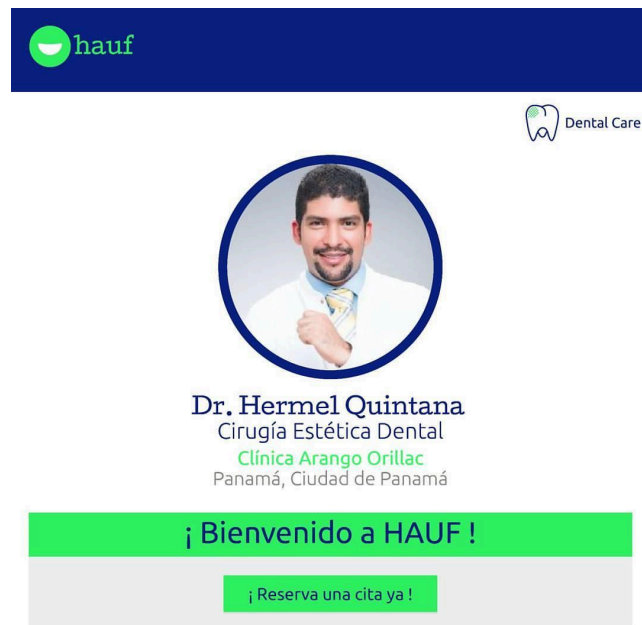 hauf
Dental Care
Dr. Hermel Quintana
Cirugía Estética Dental
Clínica Arango Orillac
Panamá, Ciudad de Panamá
¡ Bienvenido a HAUF !
¡ Reserva una cita ya !